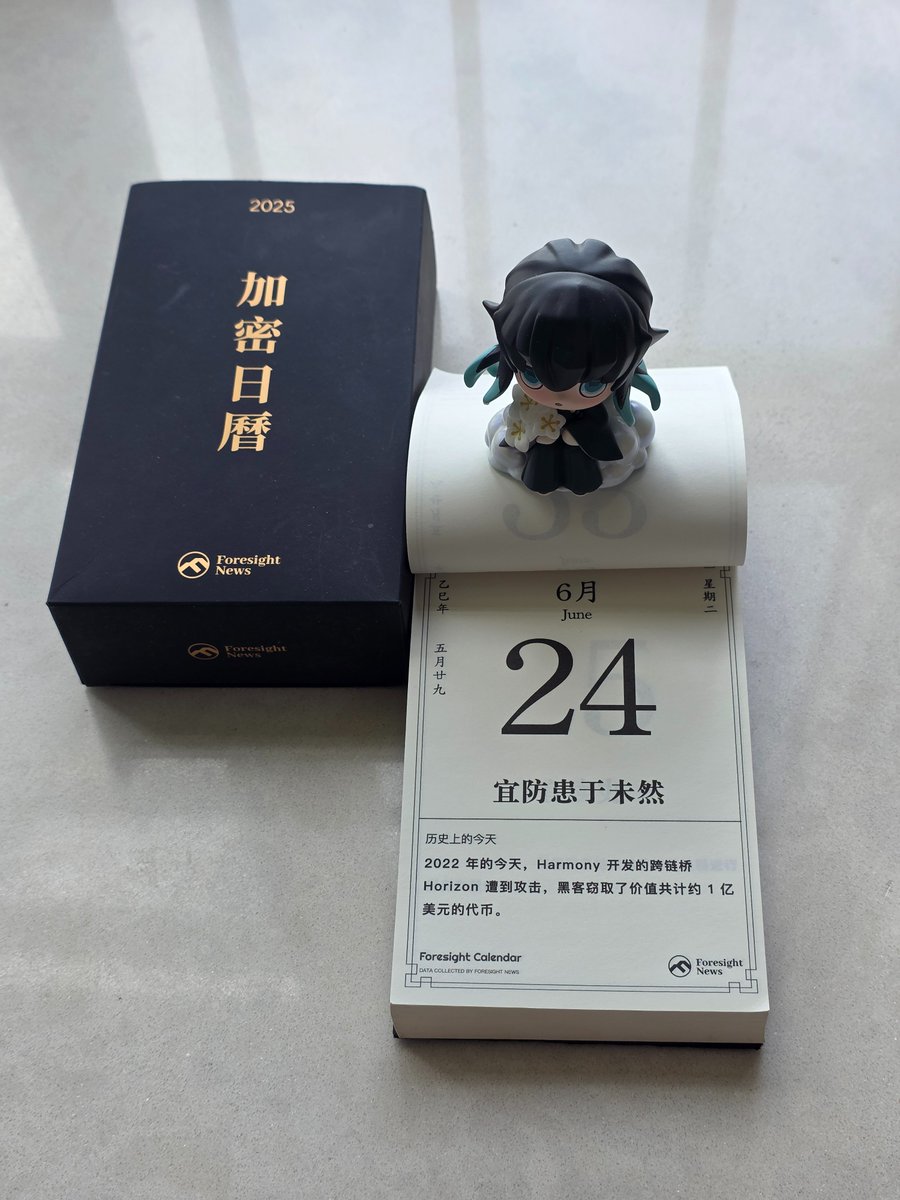 2025
加密日曆
Foresight
News
Foresight
News
乙巳年
五月廿九
6月
June
星期二
24
宜防患于未然
历史上的今天
2022 年的今天，Harmony 开发的跨链桥
Horizon 遭到攻击，黑客窃取了价值共计约 1 亿
美元的代币。
Foresight Calendar
DATA COLLECTED BY FORESIGHT NEWS
Foresight
News